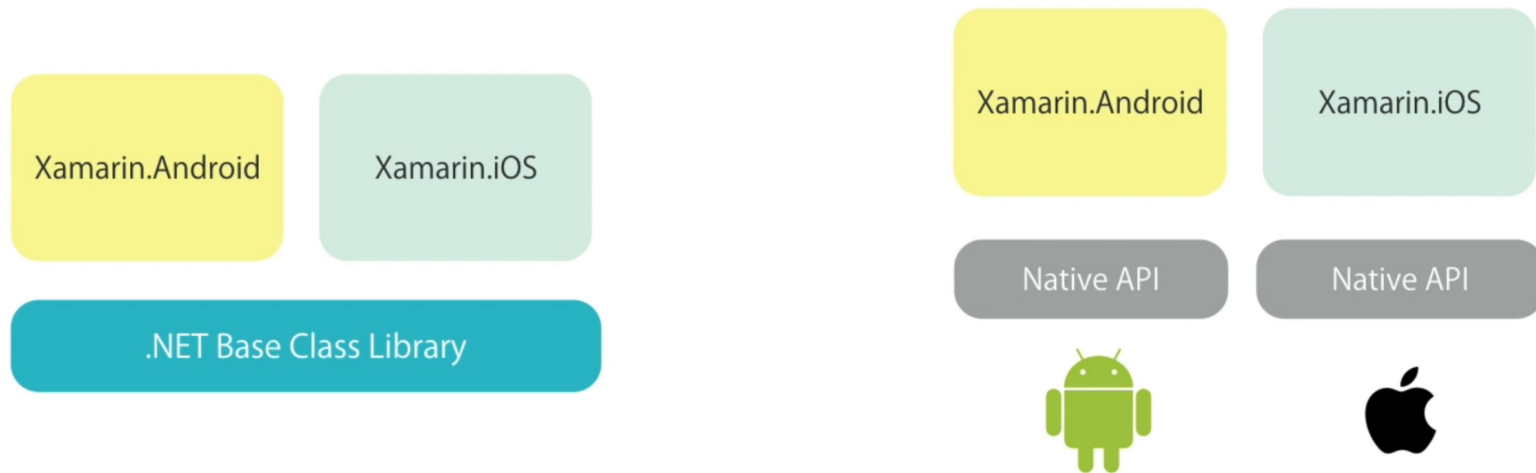 Xamarin.Android
Xamarin.iOS
.NET Base Class Library
Xamarin.Android
Xamarin.iOS
Native API
Native API